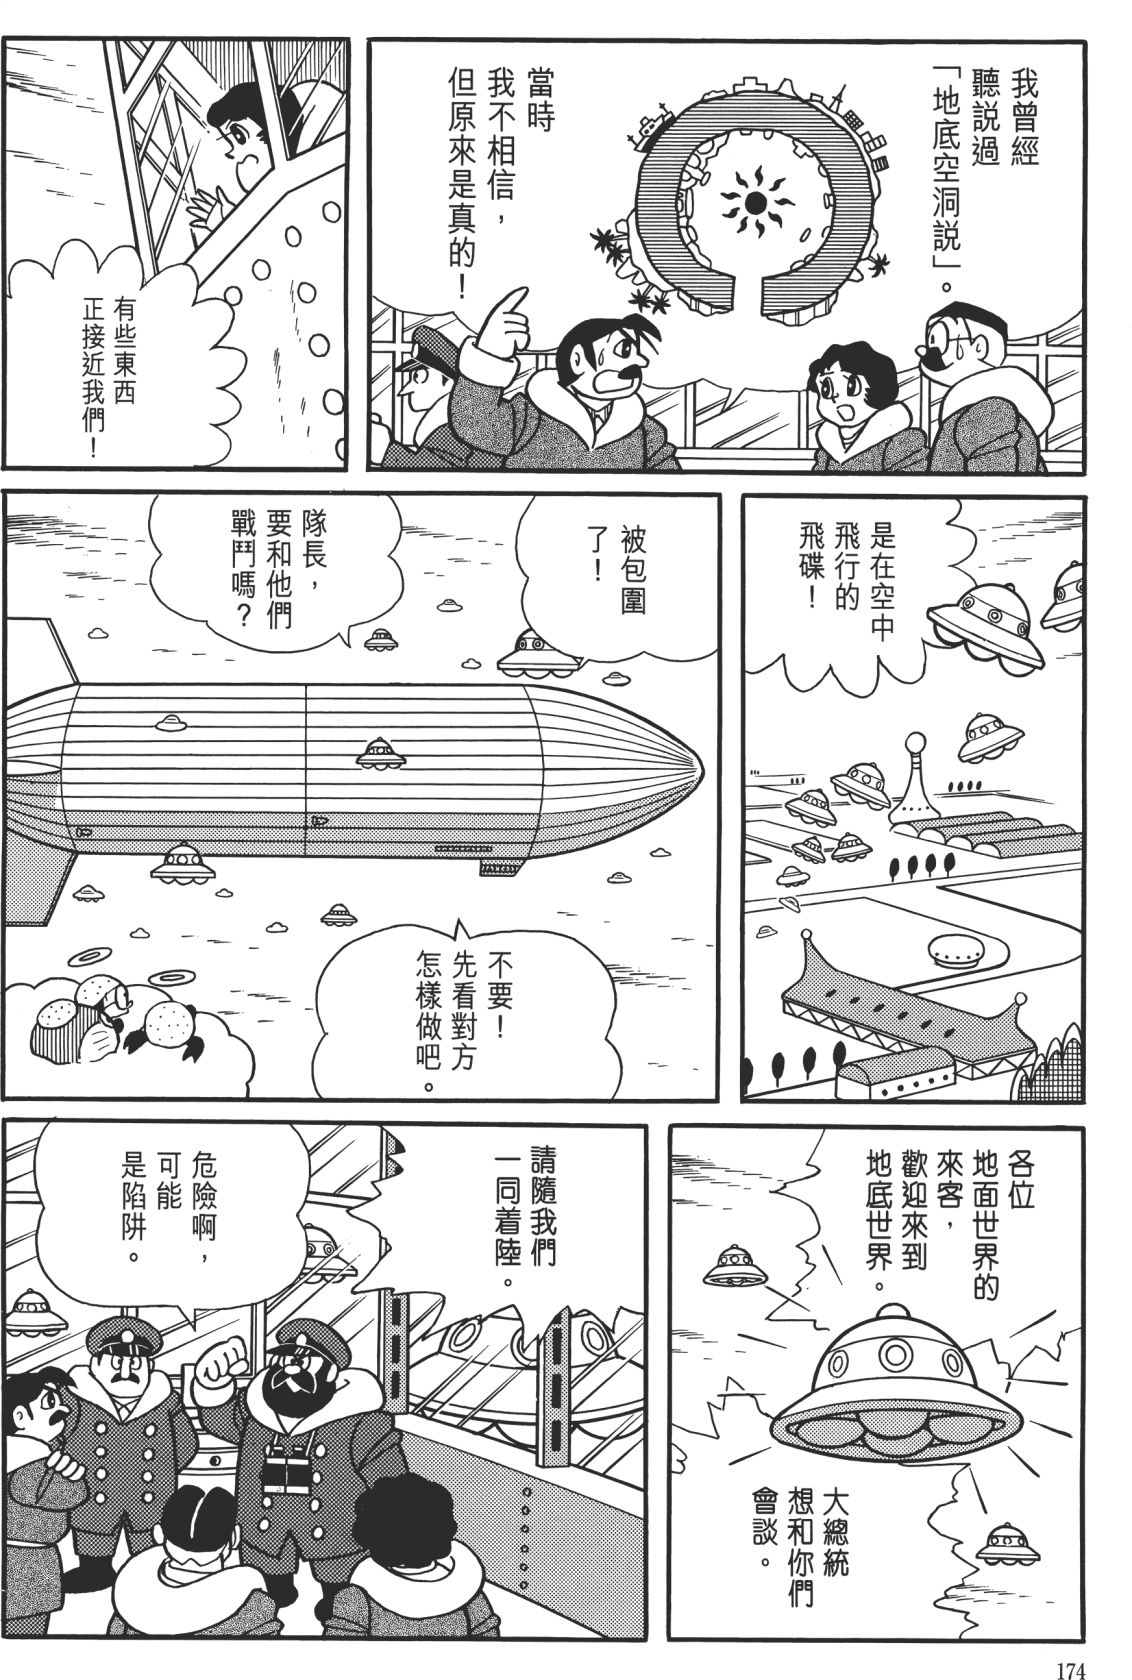 我曾經
聽說過
「地底空洞說」。
當時
我不相信，
但原來是真的！
有些東西
正接近我們！
是在空中
飛行的
飛碟！
被包圍
了！
隊長，
要和他們
戰鬥嗎？
不要！
先看對方
怎樣做吧。
各位
地面世界的
來客，
歡迎來到
地底世界。
大總統
想和你們
會談。
請隨我們
一同着陸。
危險啊，
可能
是陷阱。
174